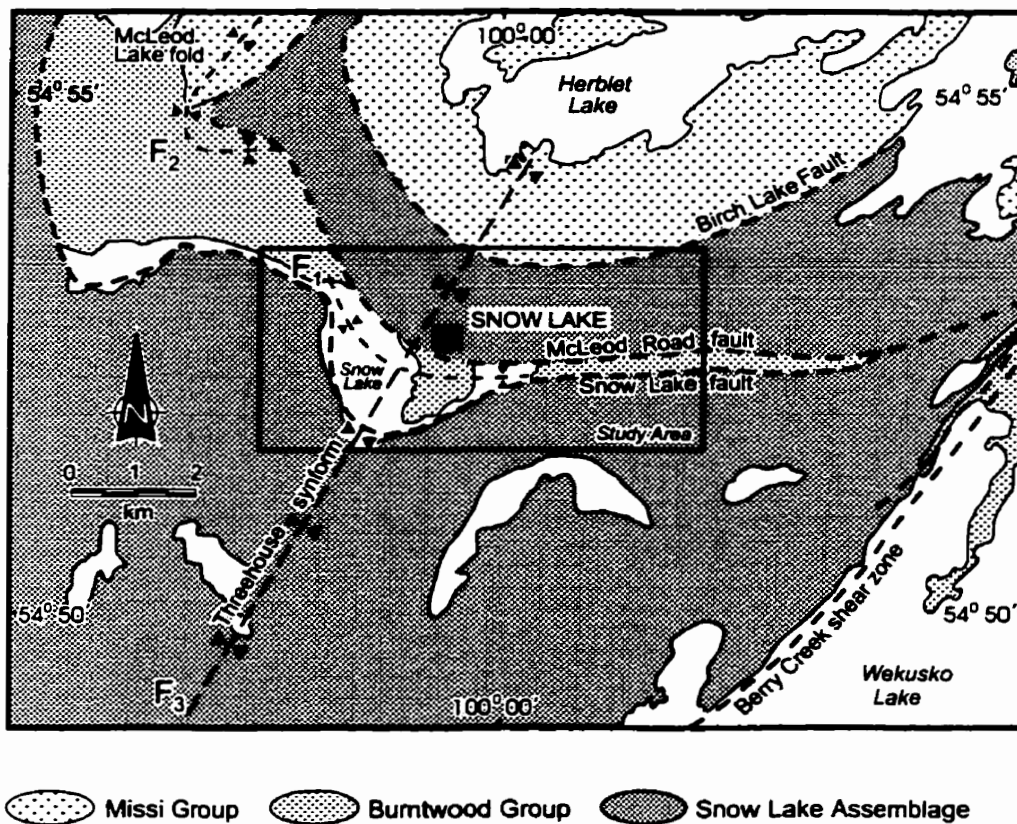 McLeod
Lake fold
100° 00′
Herblet
Lake
54° 55′
54° 55′
F2
Birch Lake Fault
F1
SNOW LAKE
McLeod Road fault
Snow
Lake
Snow Lake fault
Study Area
N
0 1 2
km
Threehouse synform
54° 50′
54° 50′
Berry Creek shear zone
Wekusko
Lake
F3
100° 00′
Missi Group
Burntwood Group
Snow Lake Assemblage